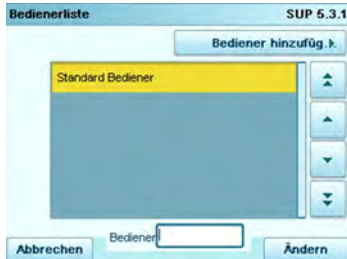 Bedienerliste SUP 5.3.1
Bediener hinzufüg.
Standard Bediener
Bediener
Abbrechen Ändern